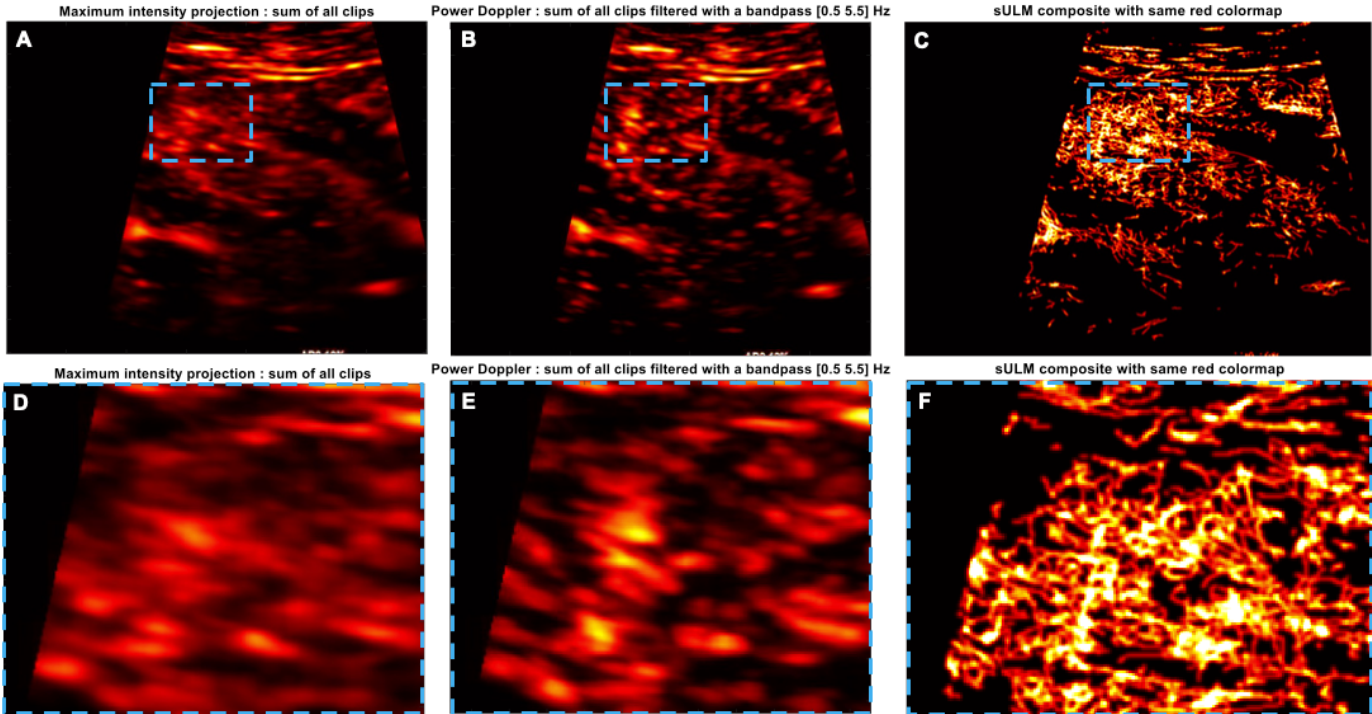 Maximum intensity projection : sum of all clips
Power Doppler : sum of all clips filtered with a bandpass [0.5 5.5] Hz
sULM composite with same red colormap
A
B
C
Maximum intensity projection : sum of all clips
Power Doppler : sum of all clips filtered with a bandpass [0.5 5.5] Hz
sULM composite with same red colormap
D
E
F